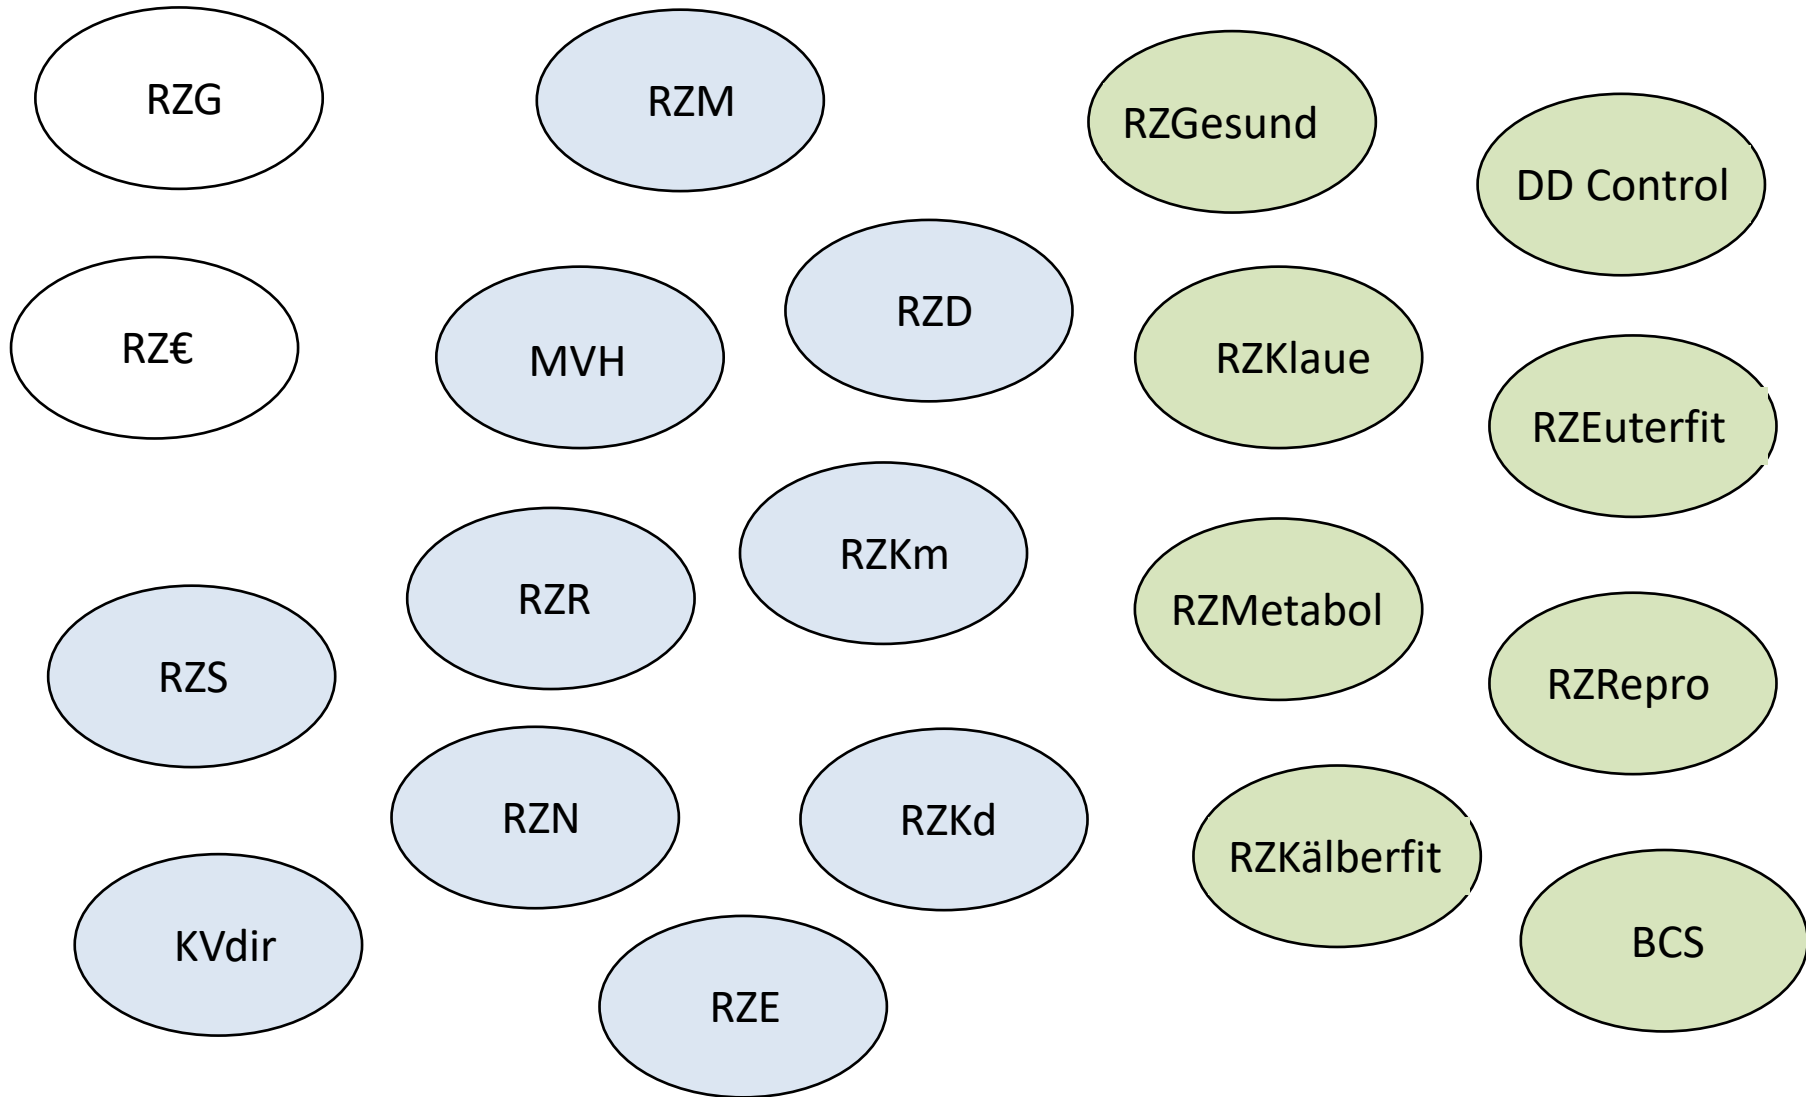 RZG
RZM
RZGesund
DD Control
RZ€
MVH
RZD
RZKlaue
RZEuterfit
RZS
RZR
RZKm
RZMetabol
RZRepro
RZN
RZKd
RZKälberfit
KVdir
RZE
BCS